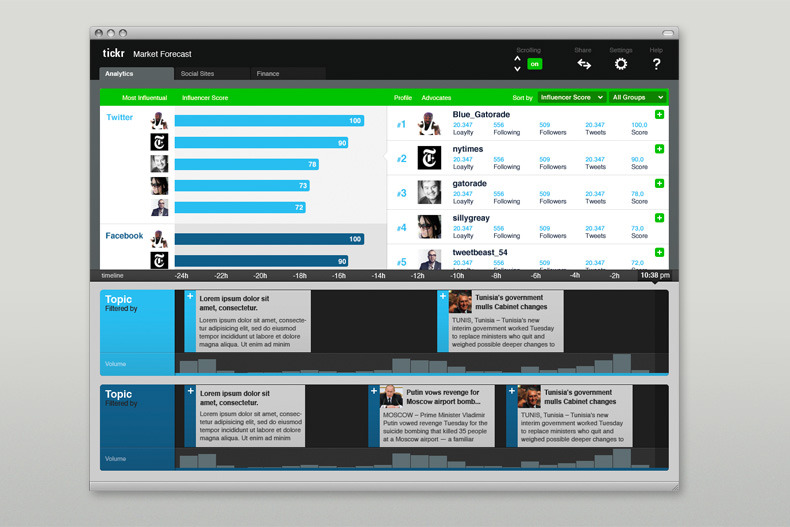 tickr Market Forecast
Scrolling Share Settings Help
on ?
Analytics Social Sites Finance
Most Influential Influencer Score Profile Advocates Sort by Influencer Score All Groups
Twitter
100
90
78
73
72
Facebook
100
90
#1 Blue_Gatorade
20.347 556 509 20.347 100,0
Loaylty Following Followers Tweets Score
#2 nytimes
20.347 556 509 20.347 90,0
Loaylty Following Followers Tweets Score
#3 gatorade
20.347 556 509 20.347 78,0
Loaylty Following Followers Tweets Score
#4 sillygreay
20.347 556 509 20.347 73,0
Loaylty Following Followers Tweets Score
#5 tweetbeast_54
20.347 556 509 20.347 72,0
timeline -24h -22h -20h -18h -16h -14h -12h -10h -8h -6h -4h -2h 10:38 pm
Topic
Filtered by
Lorem ipsum dolor sit
amet, consectetur.
Lorem ipsum dolor sit amet, consecte-
tur adipisicing elit, sed do eiusmod
tempor incididunt ut labore et dolore
magna aliqua. Ut enim ad minim
Tunisia's government
mulls Cabinet changes
TUNIS, Tunisia – Tunisia's new
interim government worked Tuesday
to replace ministers who quit and
weighed possible deeper changes to
Volume
Topic
Filtered by
Lorem ipsum dolor sit
amet, consectetur.
Lorem ipsum dolor sit amet, consec-
tetur adipisicing elit, sed do eiusmod
tempor incididunt ut labore et dolore
magna aliqua. Ut enim ad minim
Putin vows revenge for
Moscow airport bomb...
MOSCOW – Prime Minister Vladimir
Putin vowed revenge Tuesday for the
suicide bombing that killed 35 people
at a Moscow airport — a familiar
Tunisia's government
mulls Cabinet changes
TUNIS, Tunisia – Tunisia's new
interim government worked Tuesday
to replace ministers who quit and
weighed possible deeper changes to
Volume